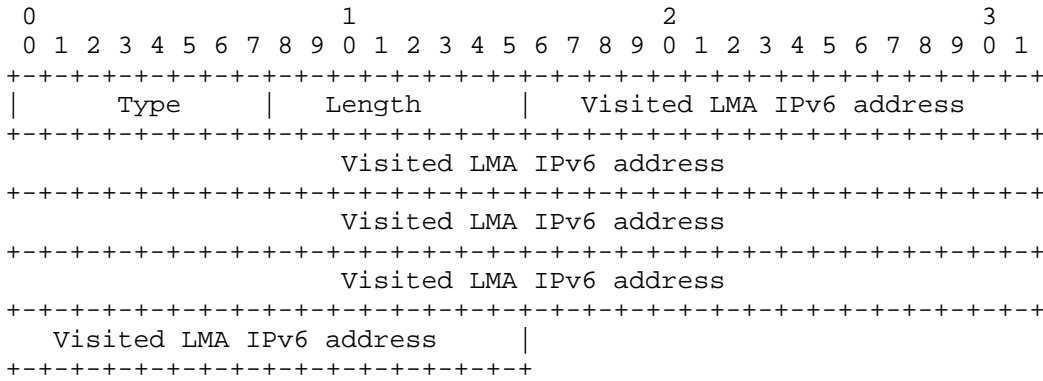 0                   1                   2                   3
 0 1 2 3 4 5 6 7 8 9 0 1 2 3 4 5 6 7 8 9 0 1 2 3 4 5 6 7 8 9 0 1
+-+-+-+-+-+-+-+-+-+-+-+-+-+-+-+-+-+-+-+-+-+-+-+-+-+-+-+-+-+-+-+-+
|      Type     |   Length      |   Visited LMA IPv6 address
+-+-+-+-+-+-+-+-+-+-+-+-+-+-+-+-+-+-+-+-+-+-+-+-+-+-+-+-+-+-+-+-+
                     Visited LMA IPv6 address
+-+-+-+-+-+-+-+-+-+-+-+-+-+-+-+-+-+-+-+-+-+-+-+-+-+-+-+-+-+-+-+-+
                     Visited LMA IPv6 address
+-+-+-+-+-+-+-+-+-+-+-+-+-+-+-+-+-+-+-+-+-+-+-+-+-+-+-+-+-+-+-+-+
                     Visited LMA IPv6 address
+-+-+-+-+-+-+-+-+-+-+-+-+-+-+-+-+-+-+-+-+-+-+-+-+-+-+-+-+-+-+-+-+
   Visited LMA IPv6 address     |
+-+-+-+-+-+-+-+-+-+-+-+-+-+-+-+-+